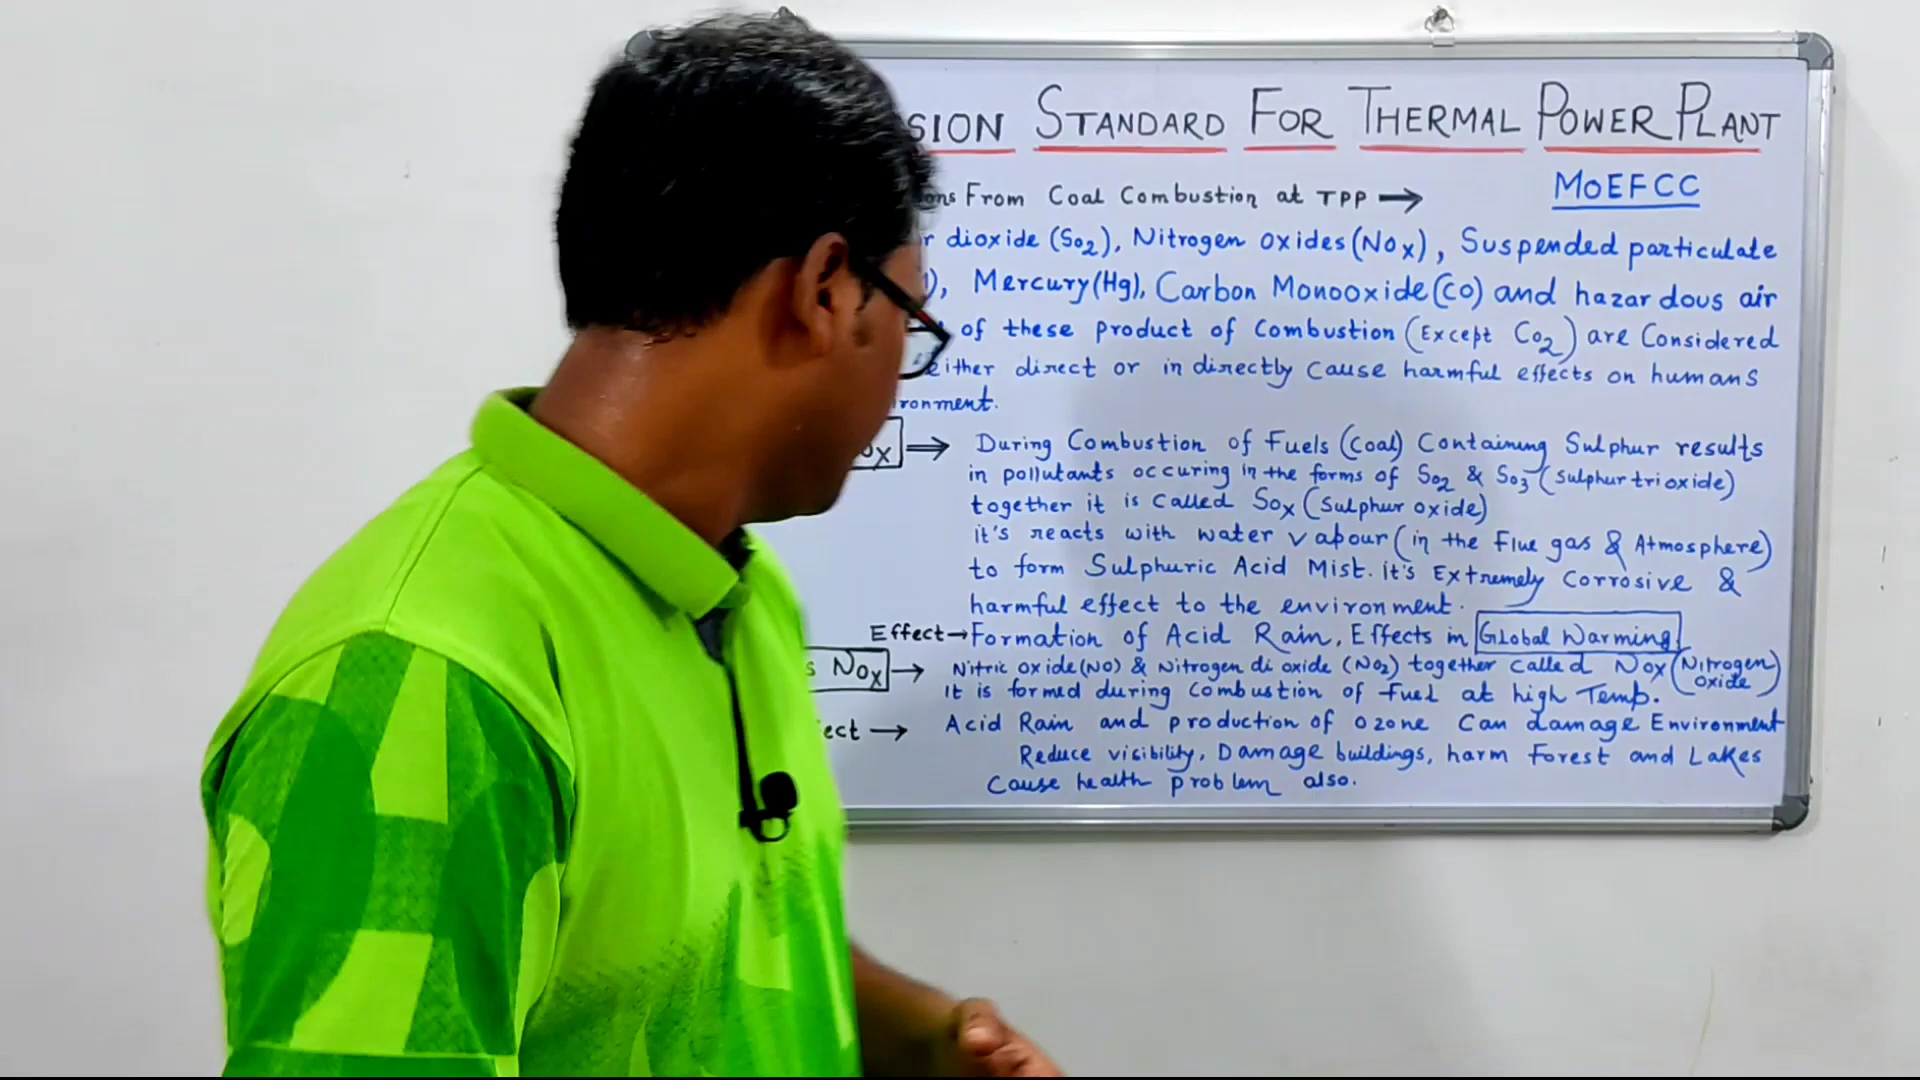 SION STANDARD FOR THERMAL POWER PLANT
MOEFCC
ons From Coal Combustion at TPP →
r dioxide (SO2), Nitrogen oxides (NOX), Suspended particulate
), Mercury (Hg), Carbon Monooxide (CO) and hazardous air
of these product of Combustion (Except CO2) are Considered
either direct or in directly cause harmful effects on humans
ronment.
OX ⇒ During Combustion of Fuels (Coal) Containing Sulphur results
in pollutants occuring in the forms of SO2 & SO3 (Sulphur trioxide)
together it is called SOX (Sulphur oxide)
it's reacts with water vapour (in the flue gas & Atmosphere)
to form Sulphuric Acid Mist. it's Extremely Corrosive &
harmful effect to the environment.
Effect → Formation of Acid Rain, Effects in Global Warming.
s NOX → Nitric oxide (NO) & Nitrogen di oxide (NO2) together called NOX (Nitrogen oxide)
It is formed during Combustion of Fuel at high Temp.
ect → Acid Rain and production of Ozone Can damage Environment
Reduce visibility, Damage buildings, harm Forest and Lakes
Cause health problem also.